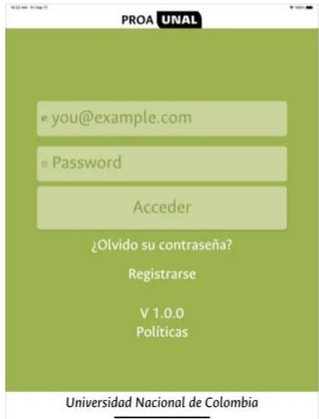 PROA UNAL
you@example.com
Password
Acceder
¿Olvido su contraseña?
Registrarse
V 1.0.0
Políticas
Universidad Nacional de Colombia